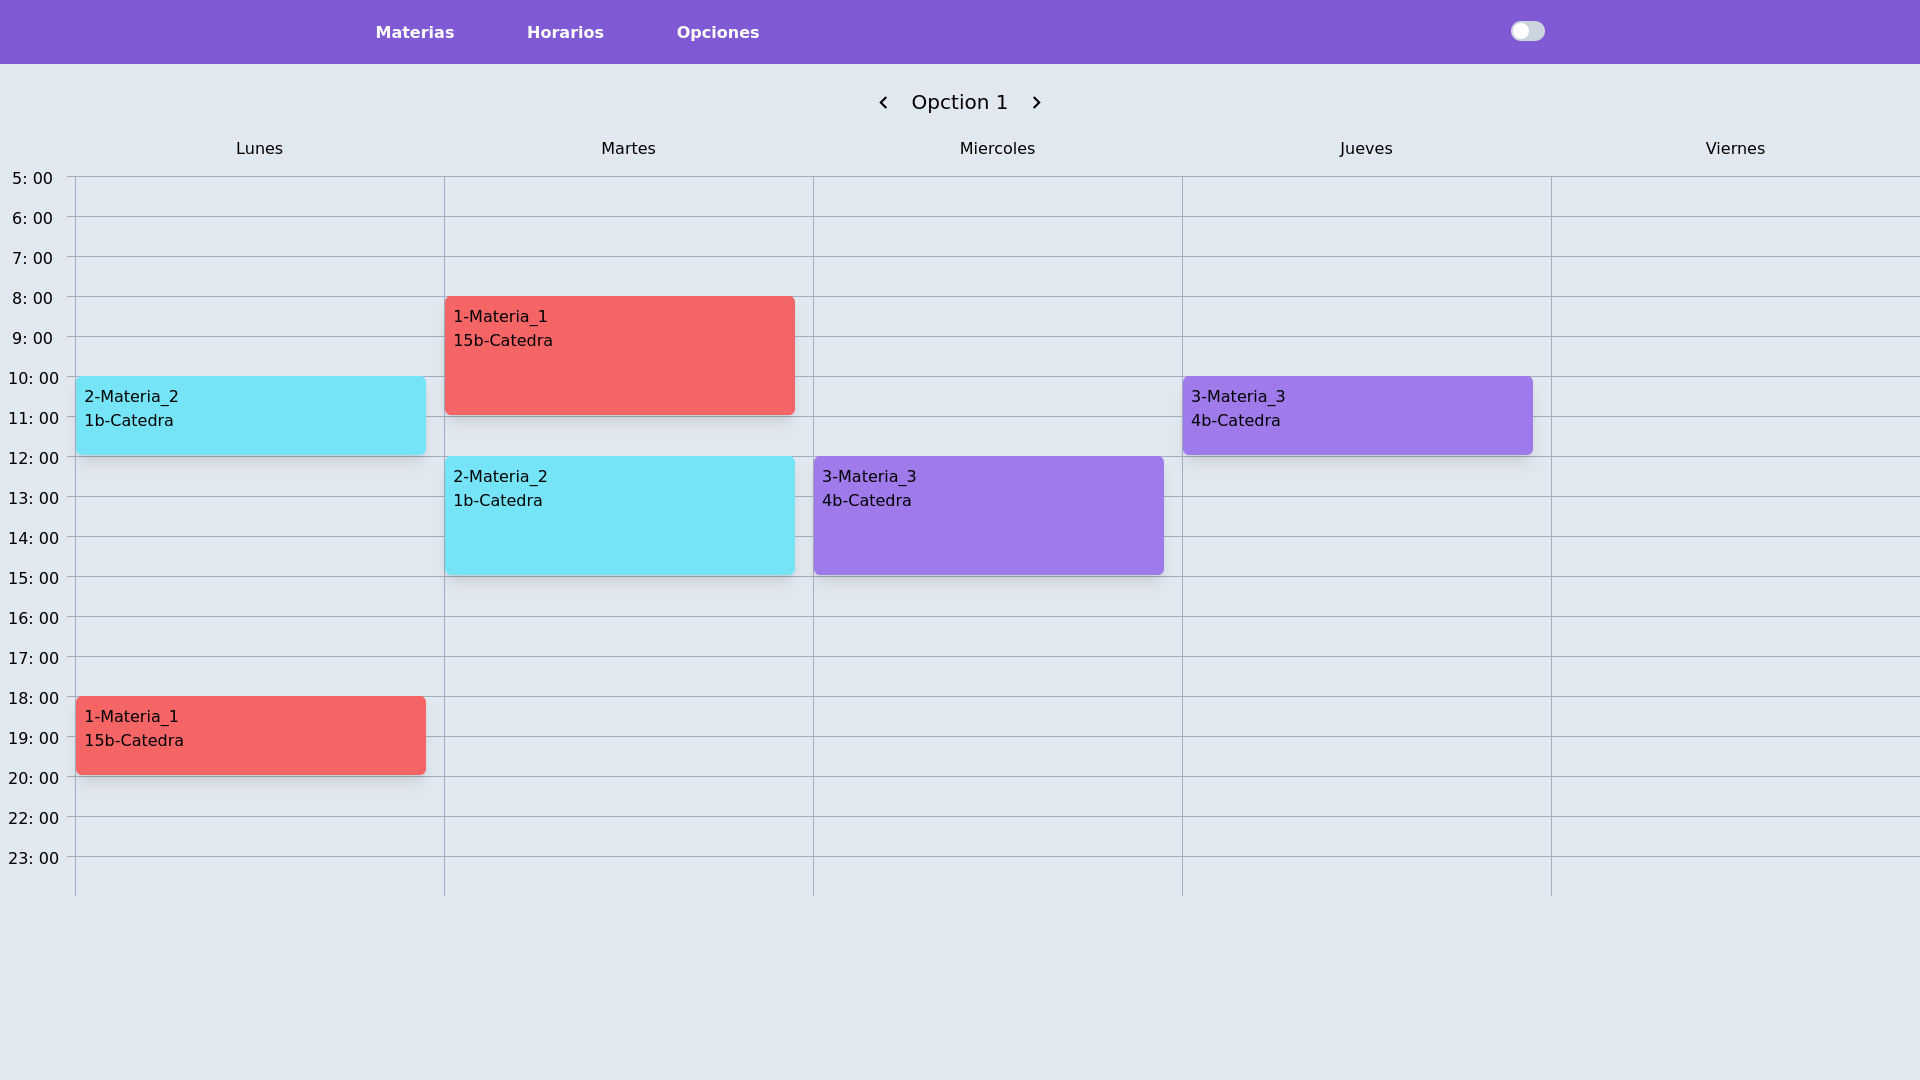 Materias Horarios Opciones
Opction 1
Lunes Martes Miercoles Jueves Viernes
5: 00
6: 00
7: 00
8: 00
1-Materia_1
15b-Catedra
9: 00
10: 00
2-Materia_2
1b-Catedra
3-Materia_3
4b-Catedra
11: 00
12: 00
2-Materia_2
1b-Catedra
3-Materia_3
4b-Catedra
13: 00
14: 00
15: 00
16: 00
17: 00
18: 00
1-Materia_1
15b-Catedra
19: 00
20: 00
22: 00
23: 00